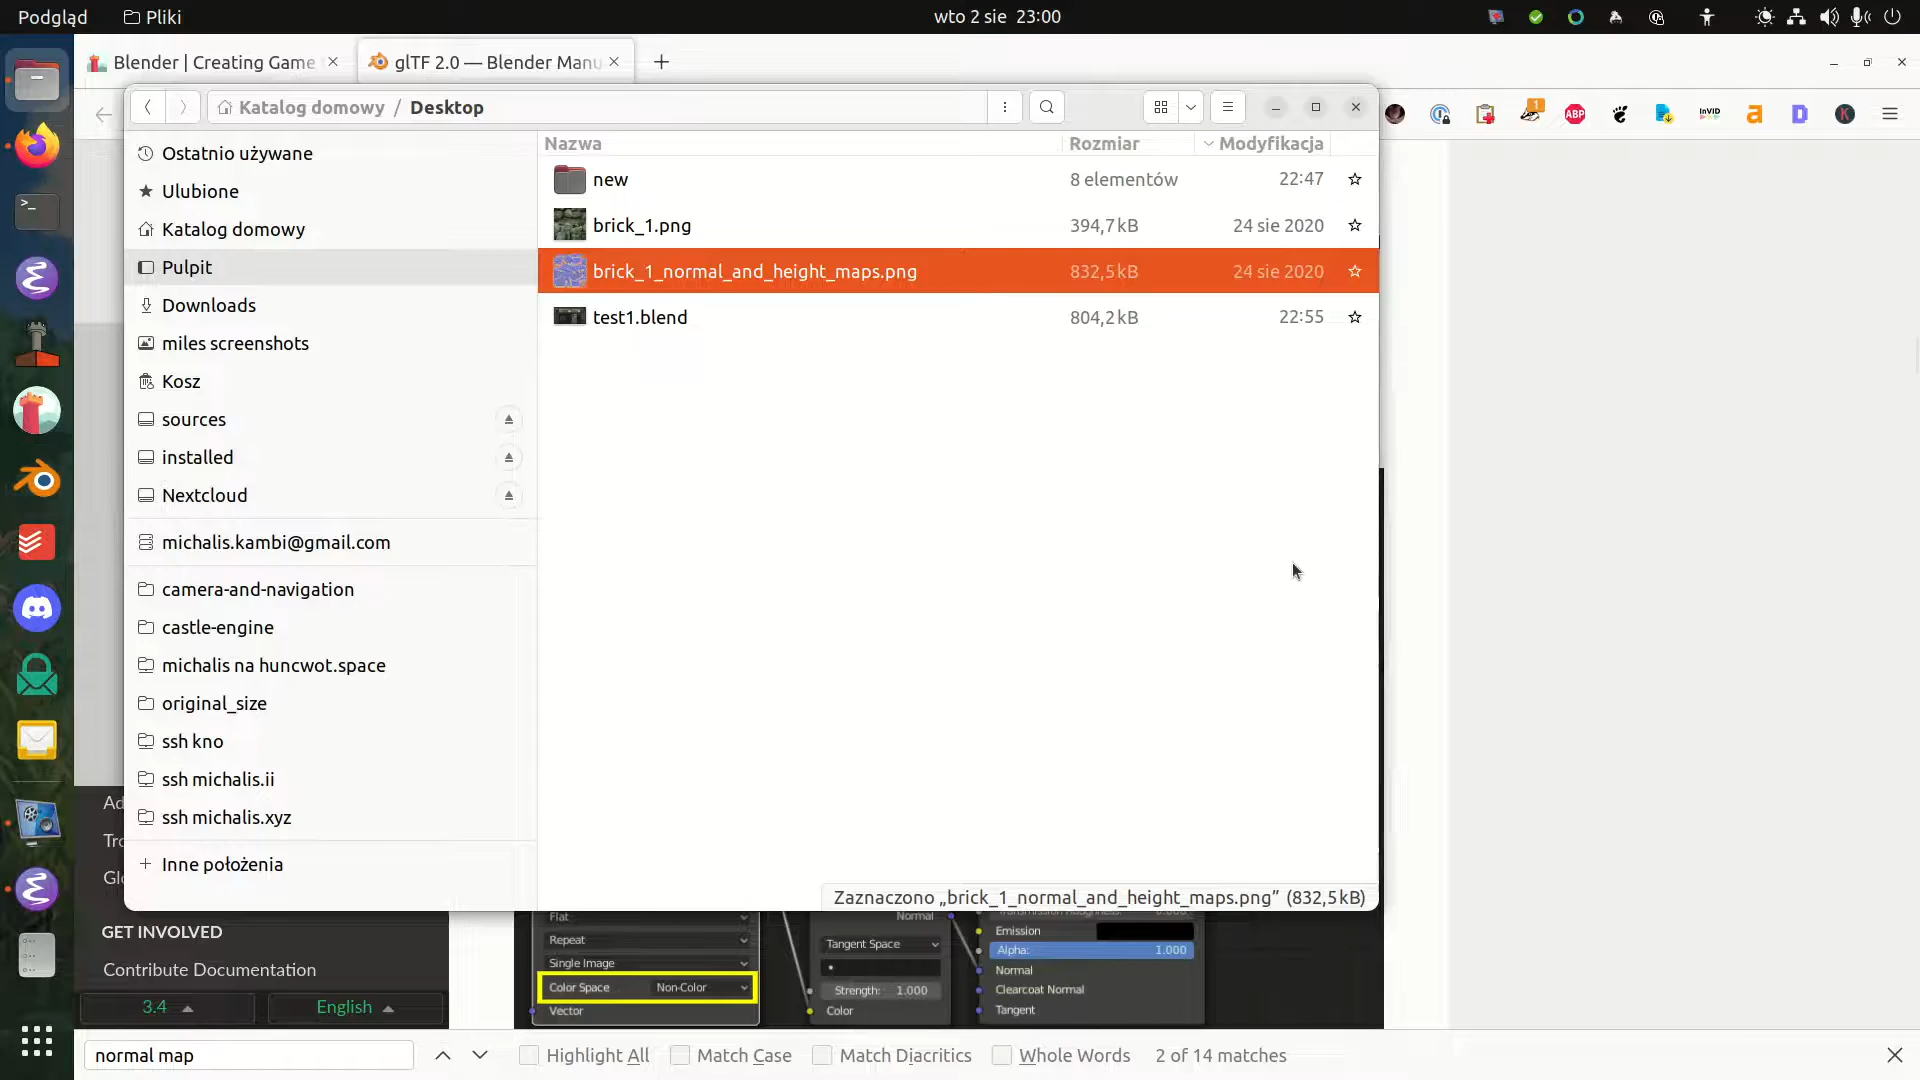 Podgląd Pliki wto 2 sie 23:00
Blender | Creating Game glTF 2.0 — Blender Manu
Katalog domowy / Desktop
Nazwa Rozmiar Modyfikacja
Ostatnio używane
Ulubione
Katalog domowy
Pulpit
Downloads
miles screenshots
Kosz
sources
installed
Nextcloud
michalis.kambi@gmail.com
camera-and-navigation
castle-engine
michalis na huncwot.space
original_size
ssh kno
ssh michalis.ii
ssh michalis.xyz
+ Inne położenia
new 8 elementów 22:47
brick_1.png 394,7 kB 24 sie 2020
brick_1_normal_and_height_maps.png 832,5 kB 24 sie 2020
test1.blend 804,2 kB 22:55
Zaznaczono „brick_1_normal_and_height_maps.png” (832,5 kB)
1
ABP
InVID
a
D
K
Ad
Tro
Glo
GET INVOLVED
Contribute Documentation
3.4 English
Flat
Repeat
Single Image
Color Space Non-Color
Vector
Normal
Tangent Space
Strength: 1.000
Color
Emission
Alpha: 1.000
Normal
Clearcoat Normal
Tangent
normal map Highlight All Match Case Match Diacritics Whole Words 2 of 14 matches